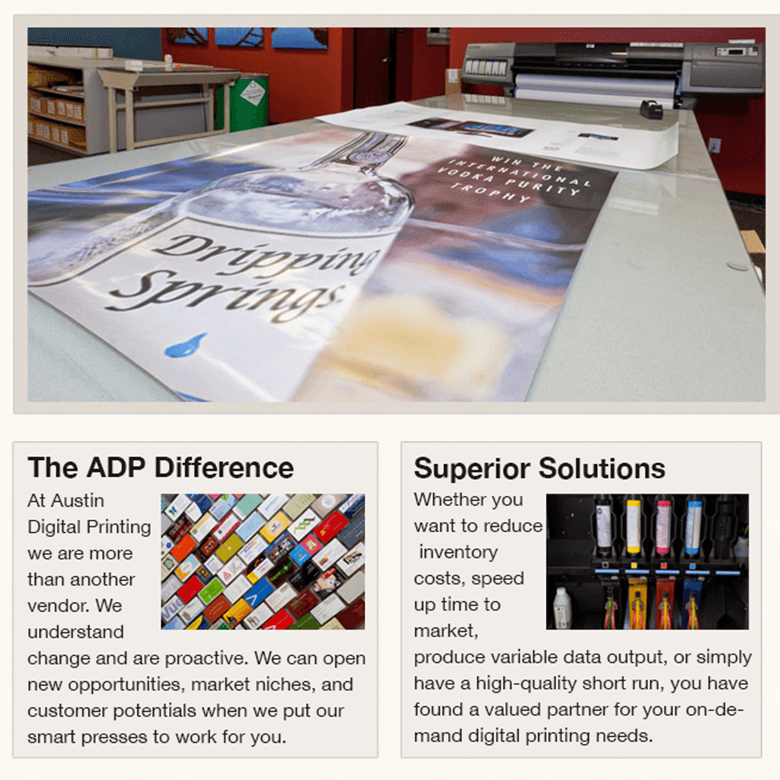 WIN THE
INTERNATIONAL
VODKA PURITY
TROPHY
Dripping
Springs
The ADP Difference
At Austin
Digital Printing
we are more
than another
vendor. We
understand
change and are proactive. We can open
new opportunities, market niches, and
customer potentials when we put our
smart presses to work for you.
Superior Solutions
Whether you
want to reduce
inventory
costs, speed
up time to
market,
produce variable data output, or simply
have a high-quality short run, you have
found a valued partner for your on-de-
mand digital printing needs.